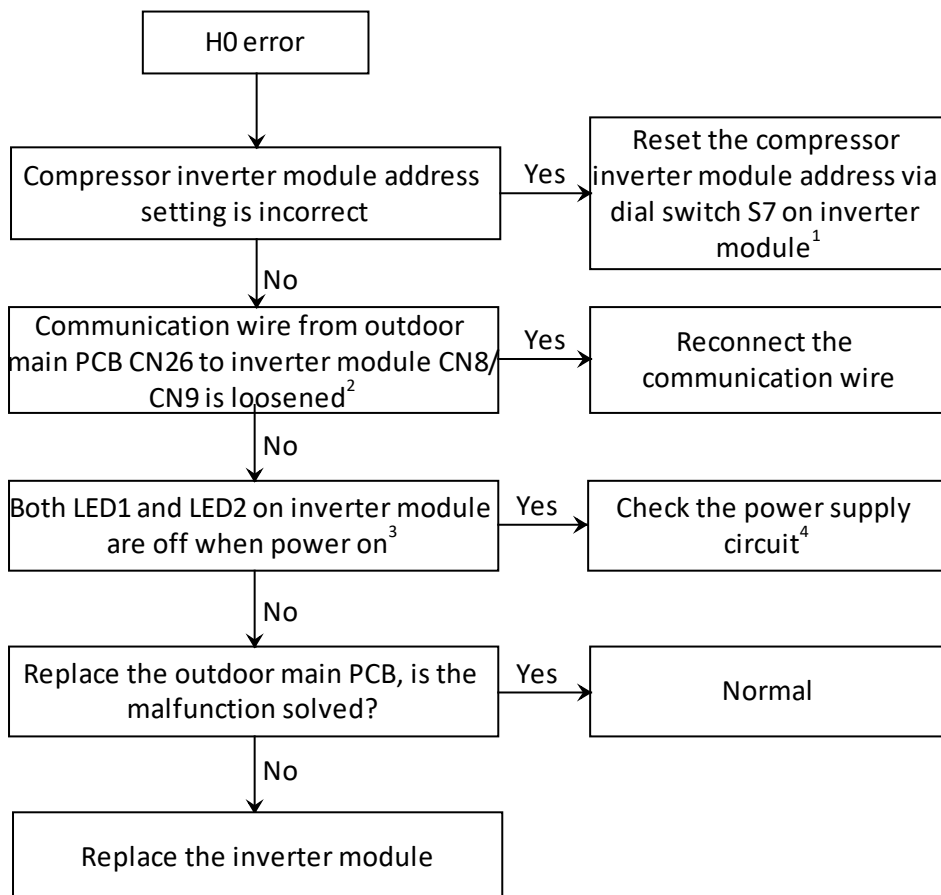 H0 error
Compressor inverter module address
setting is incorrect
Yes
Reset the compressor
inverter module address via
dial switch S7 on inverter
module1
No
Communication wire from outdoor
main PCB CN26 to inverter module CN8/
CN9 is loosened2
Yes
Reconnect the
communication wire
No
Both LED1 and LED2 on inverter module
are off when power on3
Yes
Check the power supply
circuit4
No
Replace the outdoor main PCB, is the
malfunction solved?
Yes
Normal
No
Replace the inverter module